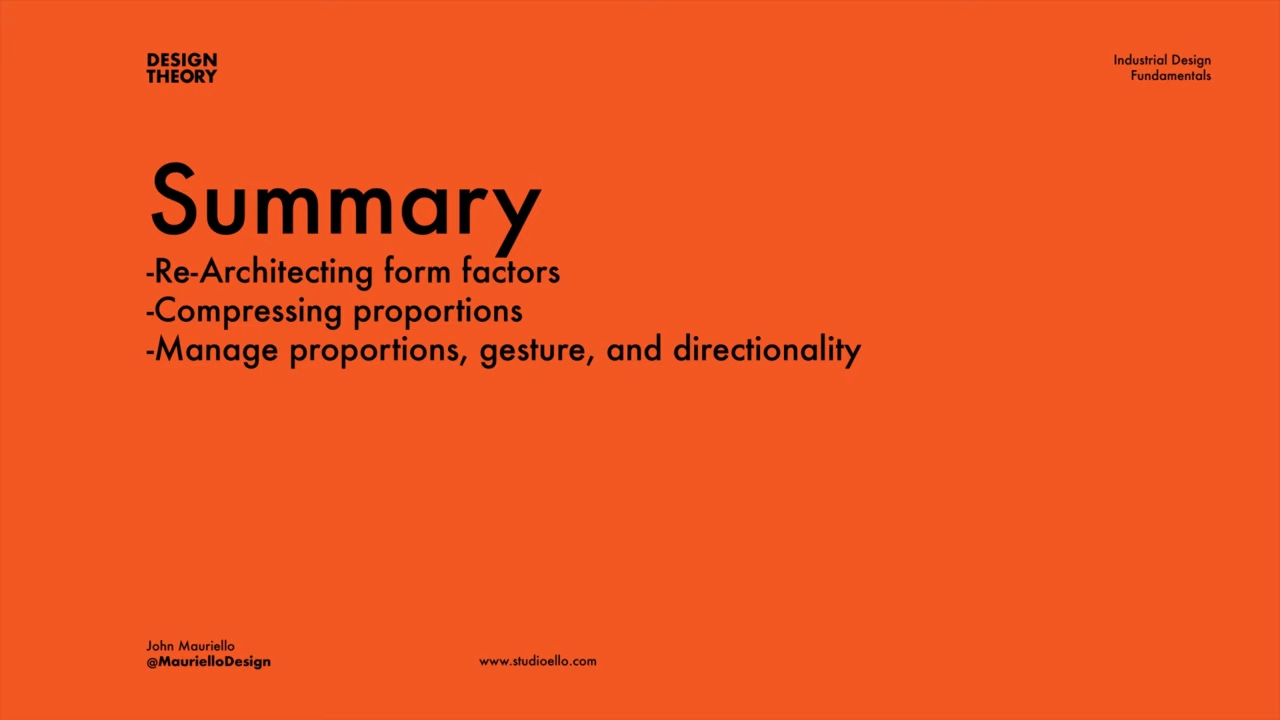 DESIGN
THEORY
Industrial Design
Fundamentals
Summary
-Re-Architecting form factors
-Compressing proportions
-Manage proportions, gesture, and directionality
John Mauriello
@MaurielloDesign
www.studioello.com